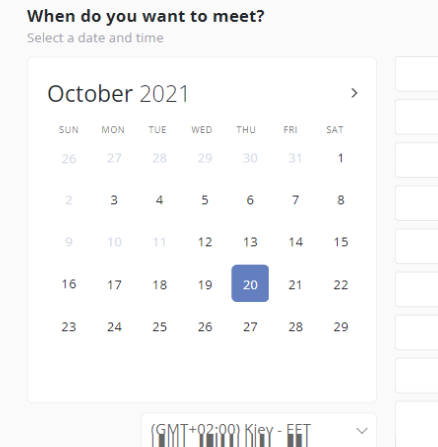 When do you want to meet?
Select a date and time
October 2021
SUN MON TUE WED THU FRI SAT
26 27 28 29 30 31 1
2 3 4 5 6 7 8
9 10 11 12 13 14 15
16 17 18 19 20 21 22
23 24 25 26 27 28 29
(GMT+02:00) Kiev - EET